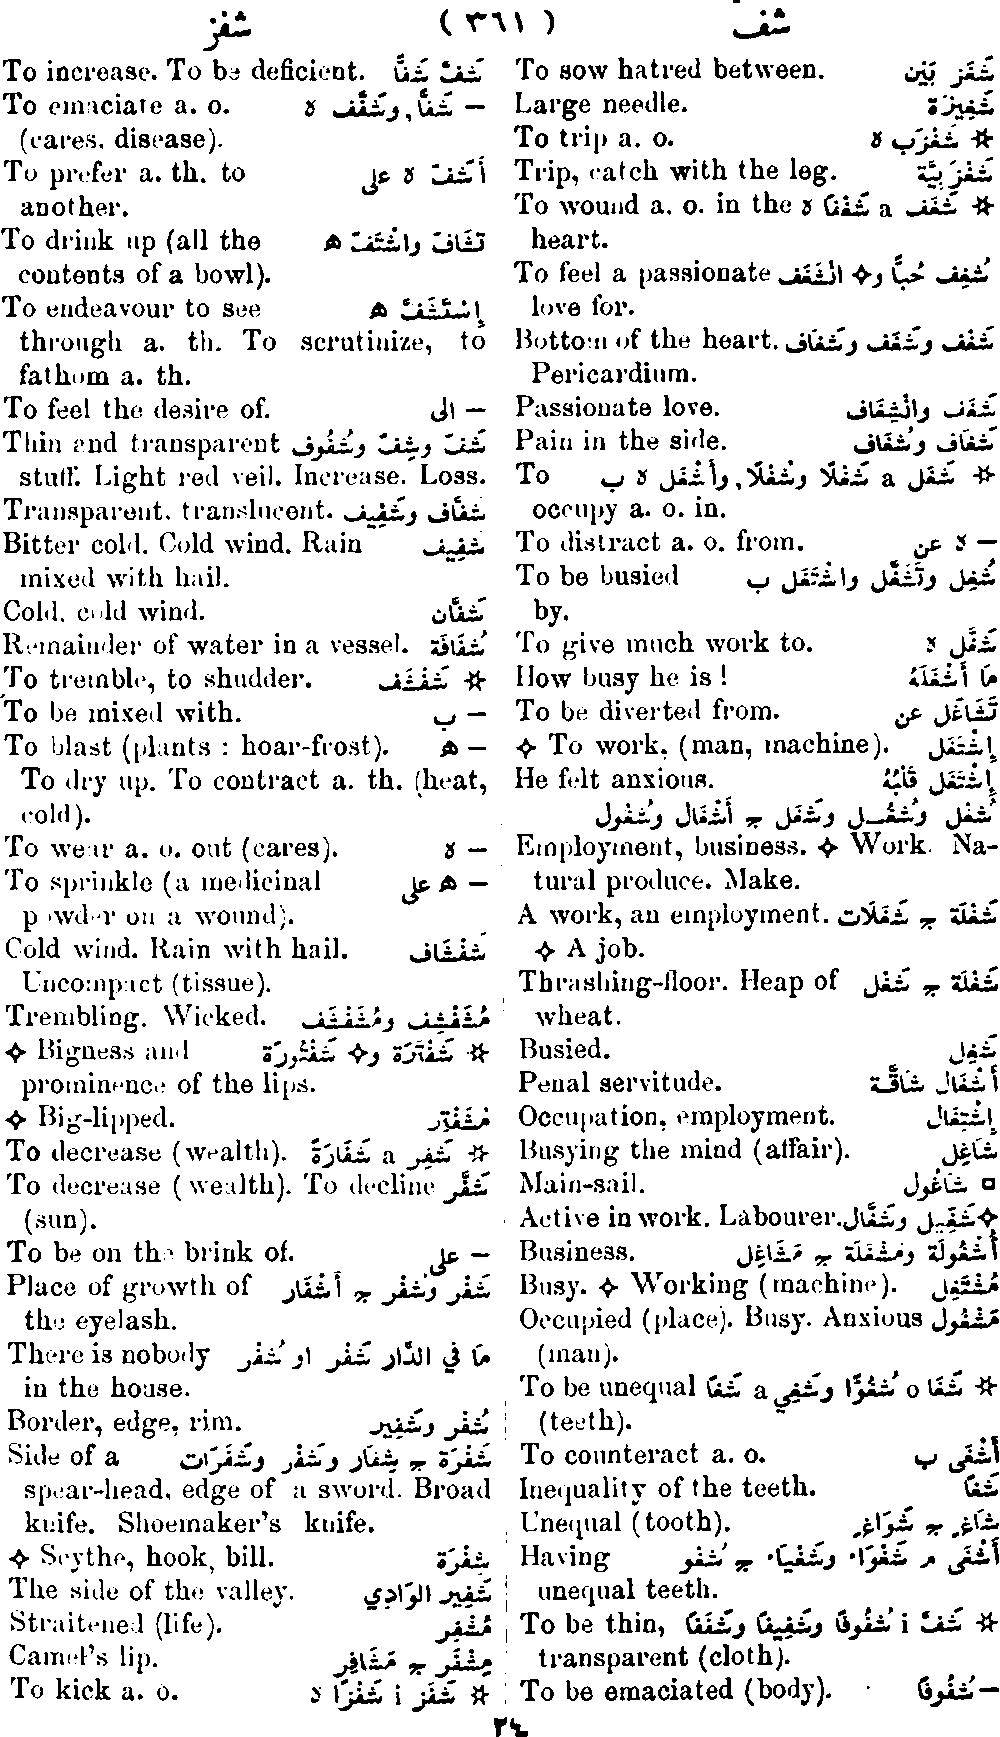 شفز ( ٣٦١ ) شف
To sow hatred between. شَغَز بَيْن
Large needle. شَغِيزَة
To trip a. o. ☆ شَغْزَب ه
Trip, catch with the leg. شَغْزَبِيَّة
To wound a. o. in the ☆ شَغَف a شَغْفًا ه
heart.
To feel a passionate شُغِف حُبًّا و✧ انْشَغَف
love for.
Bottom of the heart. شَغْف وشَغَف وشَغَاف
Pericardium.
Passionate love. شَغَف وانْشِغَاف
Pain in the side. شَغَاف وشُغَاف
To ☆ شَغَل a شَغْلًا وشُغْلًا, وأَشْغَل ه ب
occupy a. o. in.
To distract a. o. from. — ه عن
To be busied شُغِل وتَشَغَّل واشْتَغَل ب
by.
To give much work to. شَغَّل ه
How busy he is ! مَا أَشْغَلَهُ
To be diverted from. تَشَاغَل عن
✧ To work, (man, machine). إِشْتَغَل
He felt anxious. إِشْتَغَل قَلْبُهُ
شُغْل وشُغُـل وشَغَل ج أَشْغَال وشُغُول
Employment, business. ✧ Work. Na-
tural produce. Make.
A work, an employment. شَغْلَة ج شَغَلَات
✧ A job.
Thrashing-floor. Heap of شَغْلَة ج شَغْل
wheat.
Busied. شَغِل
Penal servitude. أَشْغَال شَاقَّـة
Occupation, employment. إِشْتِغَال
Busying the mind (affair). شَاغِل
Main-sail. ◘ شَاغُول
Active in work. Labourer. ✧شَغِّيل وشَغَّال
Business. أُشْغُولَة ومَشْغَلَة ج مَشَاغِل
Busy. ✧ Working (machine). مُشْتَغِل
Occupied (place). Busy. Anxious مَشْغُول
(man).
To be unequal ☆ شَغَا o شُغُوًّا وشَغِي a شَغًا
(teeth).
To counteract a. o. أَشْغَى ب
Inequality of the teeth. شَغًا
Unequal (tooth). شَاغٍ ج شَوَاغٍ
Having أَشْغَى م شَغْوَاء وشَغْيَاء ج شُغْو
unequal teeth.
To be thin, ☆ شَفَّ i شُفُوفًا وشَفِيفًا وشَفَفًا
transparent (cloth).
To be emaciated (body). — شُفُوفًا
To increase. To be deficient. شَفَّ شَفًّا
To emaciate a. o. — شَفًّا, وشَفَّف ه
(cares, disease).
To prefer a. th. to أَشَفَّ ه على
another.
To drink up (all the تَشَافَّ واشْتَفَّ ه
contents of a bowl).
To endeavour to see إِسْتَشَفَّ ه
through a. th. To scrutinize, to
fathom a. th.
To feel the desire of. — الى
Thin and transparent شَفّ وشِفّ وشُفُوف
stuff. Light red veil. Increase. Loss.
Transparent, translucent. شَفَّاف وشَفِيف
Bitter cold. Cold wind. Rain شَفِيف
mixed with hail.
Cold, cold wind. شَفَّان
Remainder of water in a vessel. شُفَافَة
To tremble, to shudder. ☆ شَفْشَف
To be mixed with. — ب
To blast (plants : hoar-frost). — ه
To dry up. To contract a. th. (heat,
cold).
To wear a. o. out (cares). — ه
To sprinkle (a medicinal — ه على
powder on a wound).
Cold wind. Rain with hail. شَفْشَاف
Uncompact (tissue).
Trembling. Wicked. مُشَفْشِف ومُشَفْشَف
✧ Bigness and ☆ شَفْتَرَة و✧ شَفْتُورَة
prominence of the lips.
✧ Big-lipped. مُشَفْتَر
To decrease (wealth). ☆ شَفِر a شَفَارَةً
To decrease (wealth). To decline شَفَّر
(sun).
To be on the brink of. — على
Place of growth of شَفْر وشُفْر ج أَشْفَار
the eyelash.
There is nobody مَا في الدَّار شَفْر او شُفْر
in the house.
Border, edge, rim. شُفْر وشَفِير
Side of a شَفْرَة ج شِفَار وشَفْر وشَفَرَات
spear-head, edge of a sword. Broad
knife. Shoemaker's knife.
✧ Scythe, hook, bill. شِفْرَة
The side of the valley. شَفِير الوَادِي
Straitened (life). مُشْفِر
Camel's lip. مِشْفَر ج مَشَافِر
To kick a. o. ☆ شَفَز i شَفْزًا ه
٢٤